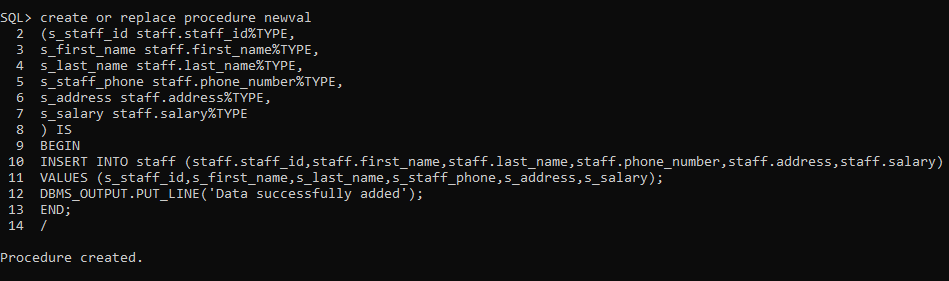 SQL> create or replace procedure newval
2 (s_staff_id staff.staff_id%TYPE,
3 s_first_name staff.first_name%TYPE,
4 s_last_name staff.last_name%TYPE,
5 s_staff_phone staff.phone_number%TYPE,
6 s_address staff.address%TYPE,
7 s_salary staff.salary%TYPE
8 ) IS
9 BEGIN
10 INSERT INTO staff (staff.staff_id,staff.first_name,staff.last_name,staff.phone_number,staff.address,staff.salary)
11 VALUES (s_staff_id,s_first_name,s_last_name,s_staff_phone,s_address,s_salary);
12 DBMS_OUTPUT.PUT_LINE('Data successfully added');
13 END;
14 /
Procedure created.